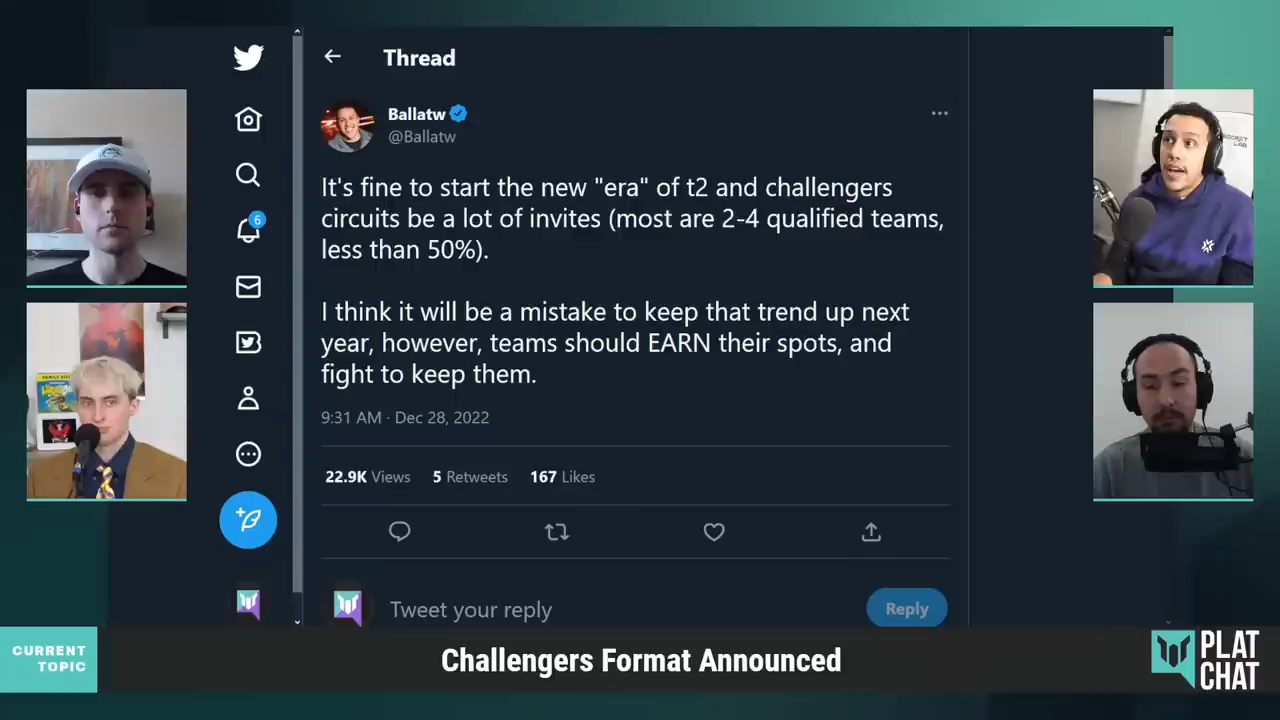 Thread
Ballatw
@Ballatw
It's fine to start the new "era" of t2 and challengers
circuits be a lot of invites (most are 2-4 qualified teams,
less than 50%).
I think it will be a mistake to keep that trend up next
year, however, teams should EARN their spots, and
fight to keep them.
9:31 AM · Dec 28, 2022
22.9K Views 5 Retweets 167 Likes
6
Tweet your reply
Reply
CURRENT
TOPIC
Challengers Format Announced
PLAT
CHAT